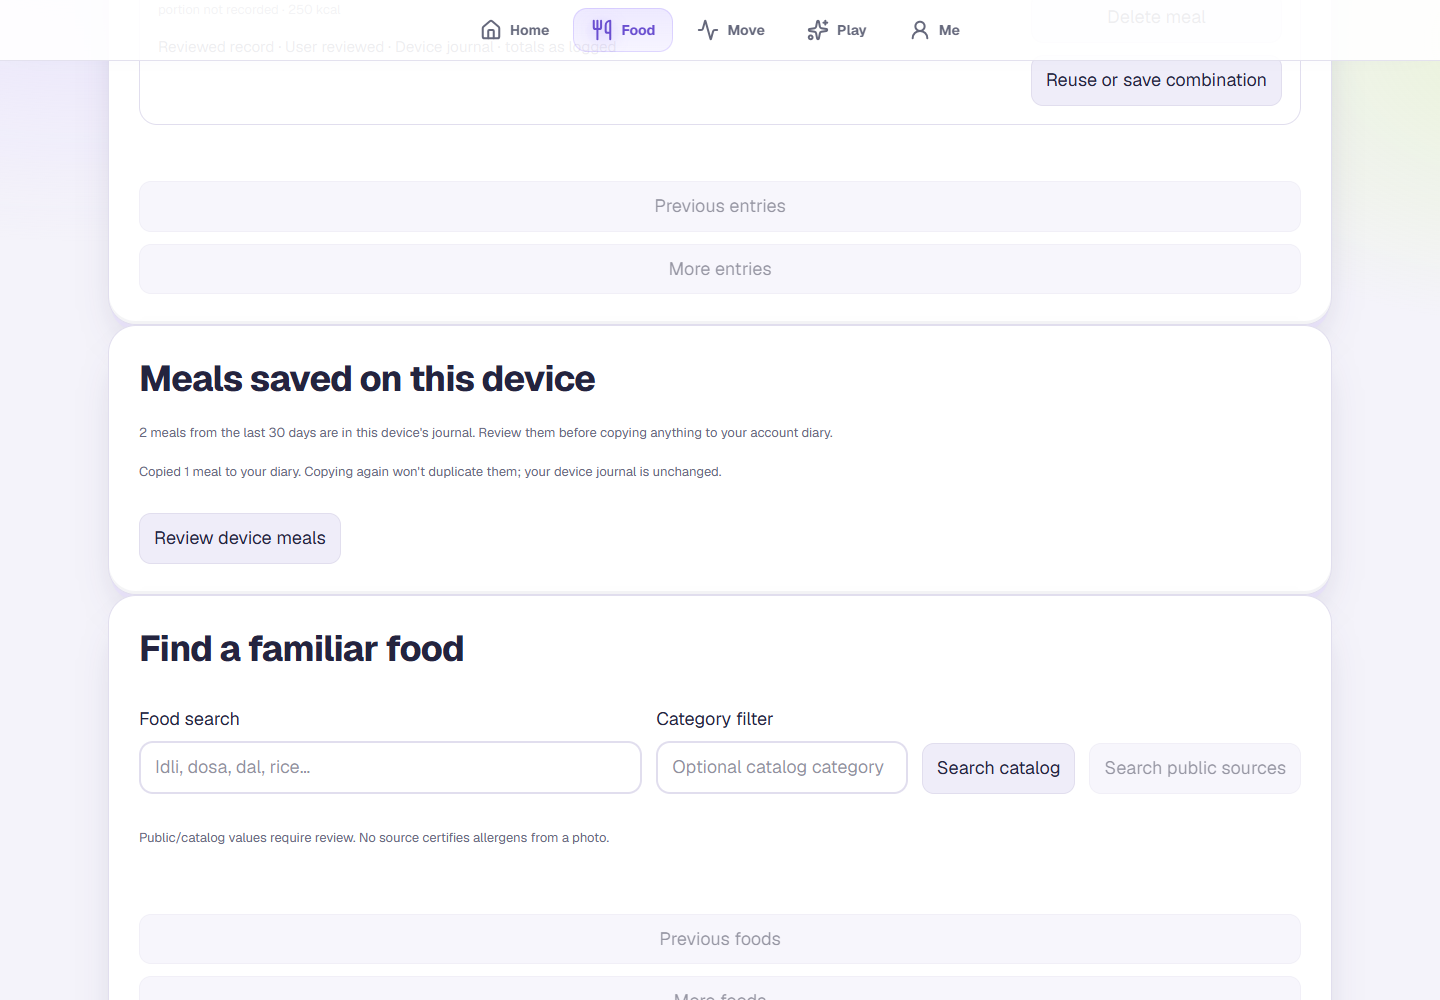 portion not recorded · 250 kcal
Delete meal
Home
Food
Move
Play
Me
Reviewed record · User reviewed · Device journal · totals as logged
Reuse or save combination
Previous entries
More entries
Meals saved on this device
2 meals from the last 30 days are in this device's journal. Review them before copying anything to your account diary.
Copied 1 meal to your diary. Copying again won't duplicate them; your device journal is unchanged.
Review device meals
Find a familiar food
Food search
Category filter
Idli, dosa, dal, rice...
Optional catalog category
Search catalog
Search public sources
Public/catalog values require review. No source certifies allergens from a photo.
Previous foods
More foods